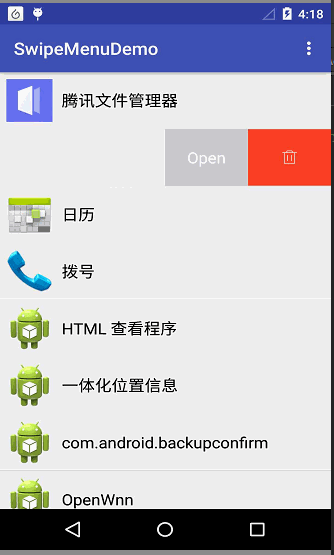 4:18
SwipeMenuDemo
腾讯文件管理器
Open
日历
拨号
HTML 查看程序
一体化位置信息
com.android.backupconfirm
OpenWnn